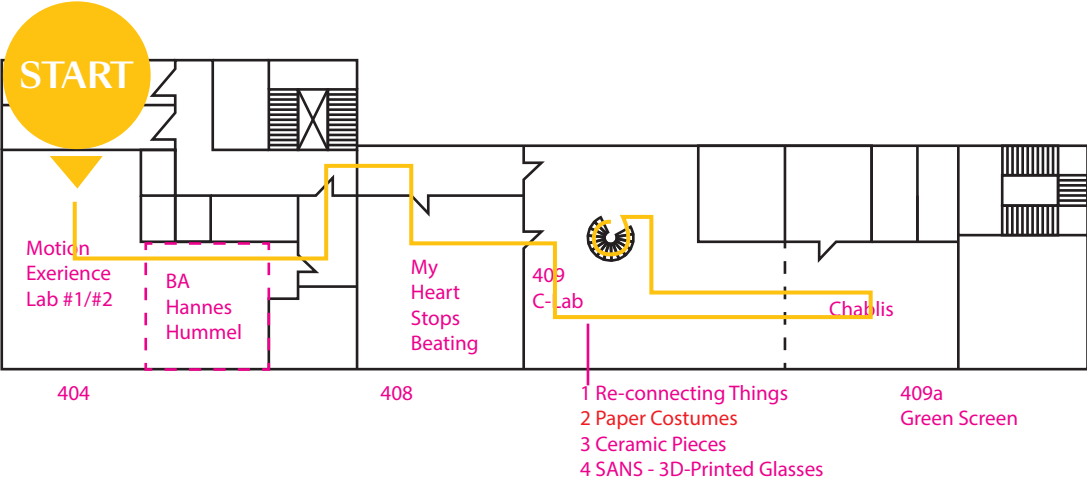 START
Motion
Exerience
Lab #1/#2
BA
Hannes
Hummel
My
Heart
Stops
Beating
409
C-Lab
Chablis
404
408
1 Re-connecting Things
2 Paper Costumes
3 Ceramic Pieces
4 SANS - 3D-Printed Glasses
409a
Green Screen